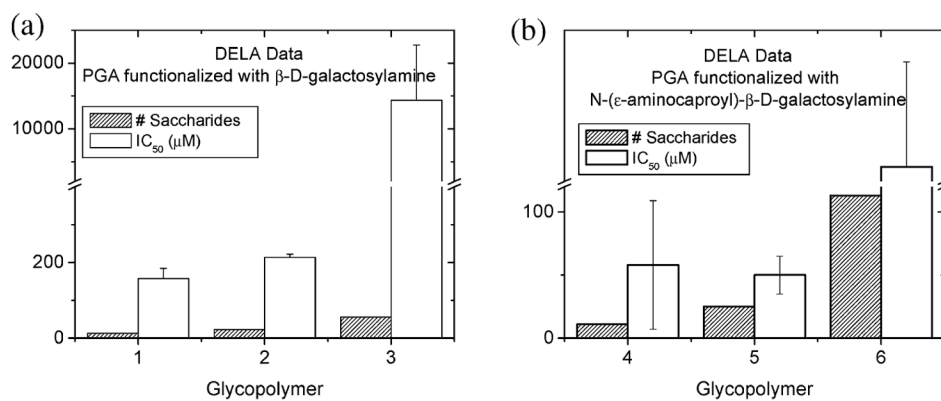 (a)
DELA Data
PGA functionalized with β-D-galactosylamine
# Saccharides
IC50 (μM)
20000
10000
200
0
1 2 3
Glycopolymer
(b)
DELA Data
PGA functionalized with
N-(ε-aminocaproyl)-β-D-galactosylamine
# Saccharides
IC50 (μM)
100
0
4 5 6
Glycopolymer